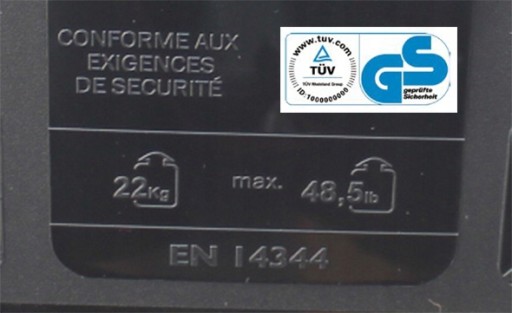 CONFORME AUX
EXIGENCES
DE SECURITÉ
www.tuv.com
TÜV
TÜV Rheinland Group
ID:1000000000
GS
geprüfte
Sicherheit
22Kg max. 48,5lb
EN 14344